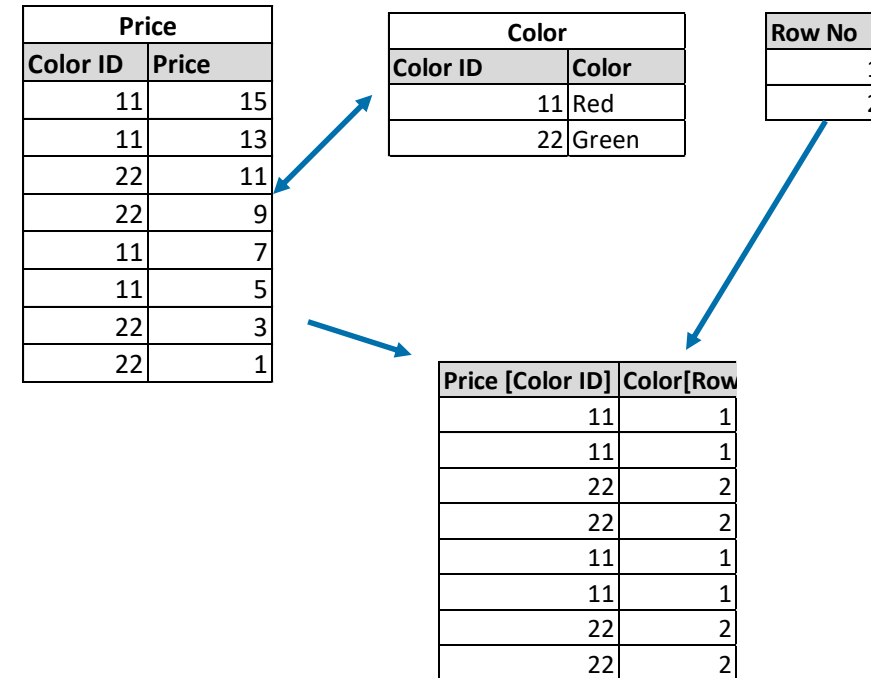 Price
Color ID Price
11 15
11 13
22 11
22 9
11 7
11 5
22 3
22 1
Color
Color ID Color
11 Red
22 Green
Row No
Price [Color ID] Color[Row
11 1
11 1
22 2
22 2
11 1
11 1
22 2
22 2